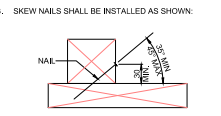 SKEW NAILS SHALL BE INSTALLED AS SHOWN:
NAIL
35° MIN
45° MAX
30
MIN.